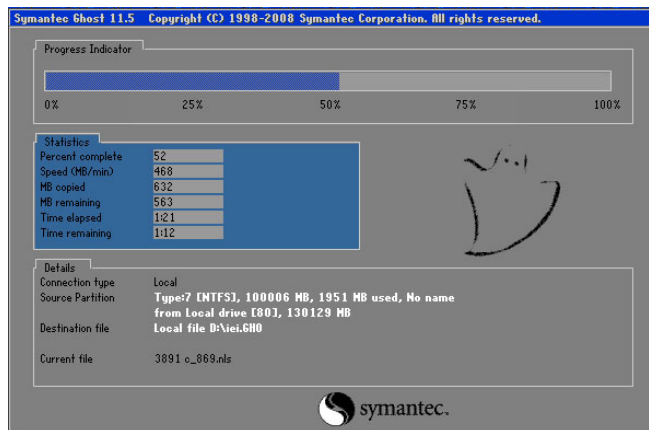 Symantec Ghost 11.5 Copyright (C) 1998-2008 Symantec Corporation. All rights reserved.
Progress Indicator
0% 25% 50% 75% 100%
Statistics
Percent complete 52
Speed (MB/min) 468
MB copied 632
MB remaining 563
Time elapsed 1:21
Time remaining 1:12
Details
Connection type Local
Source Partition Type:7 [NTFS], 100006 MB, 1951 MB used, No name
from Local drive [80], 130129 MB
Destination file Local file D:\iei.GHO
Current file 3891 c_869.nls
symantec.